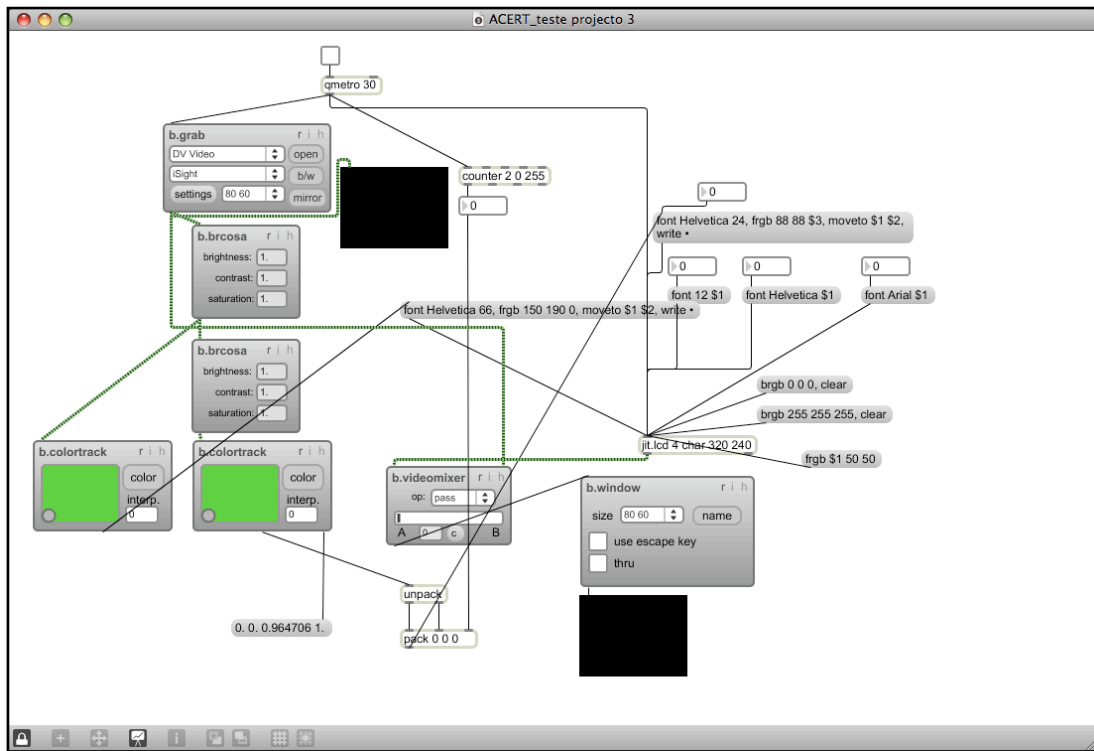 ACERT_teste projecto 3
qmetro 30
b.grab r i h
DV Video open
iSight b/w
settings 80 60 mirror
counter 2 0 255
0
0
font Helvetica 24, frgb 88 88 $3, moveto $1 $2,
write •
b.brcosa r i h
brightness: 1.
contrast: 1.
saturation: 1.
0 0 0
font 12 $1 font Helvetica $1 font Arial $1
font Helvetica 66, frgb 150 190 0, moveto $1 $2, write •
b.brcosa r i h
brightness: 1.
contrast: 1.
saturation: 1.
brgb 0 0 0, clear
brgb 255 255 255, clear
jit.lcd 4 char 320 240
frgb $1 50 50
b.colortrack r i h
color
interp.
0
b.colortrack r i h
color
interp.
0
b.videomixer r i h
op: pass
A 0 c B
b.window r i h
size 80 60 name
use escape key
thru
unpack
0. 0. 0.964706 1.
pack 0 0 0